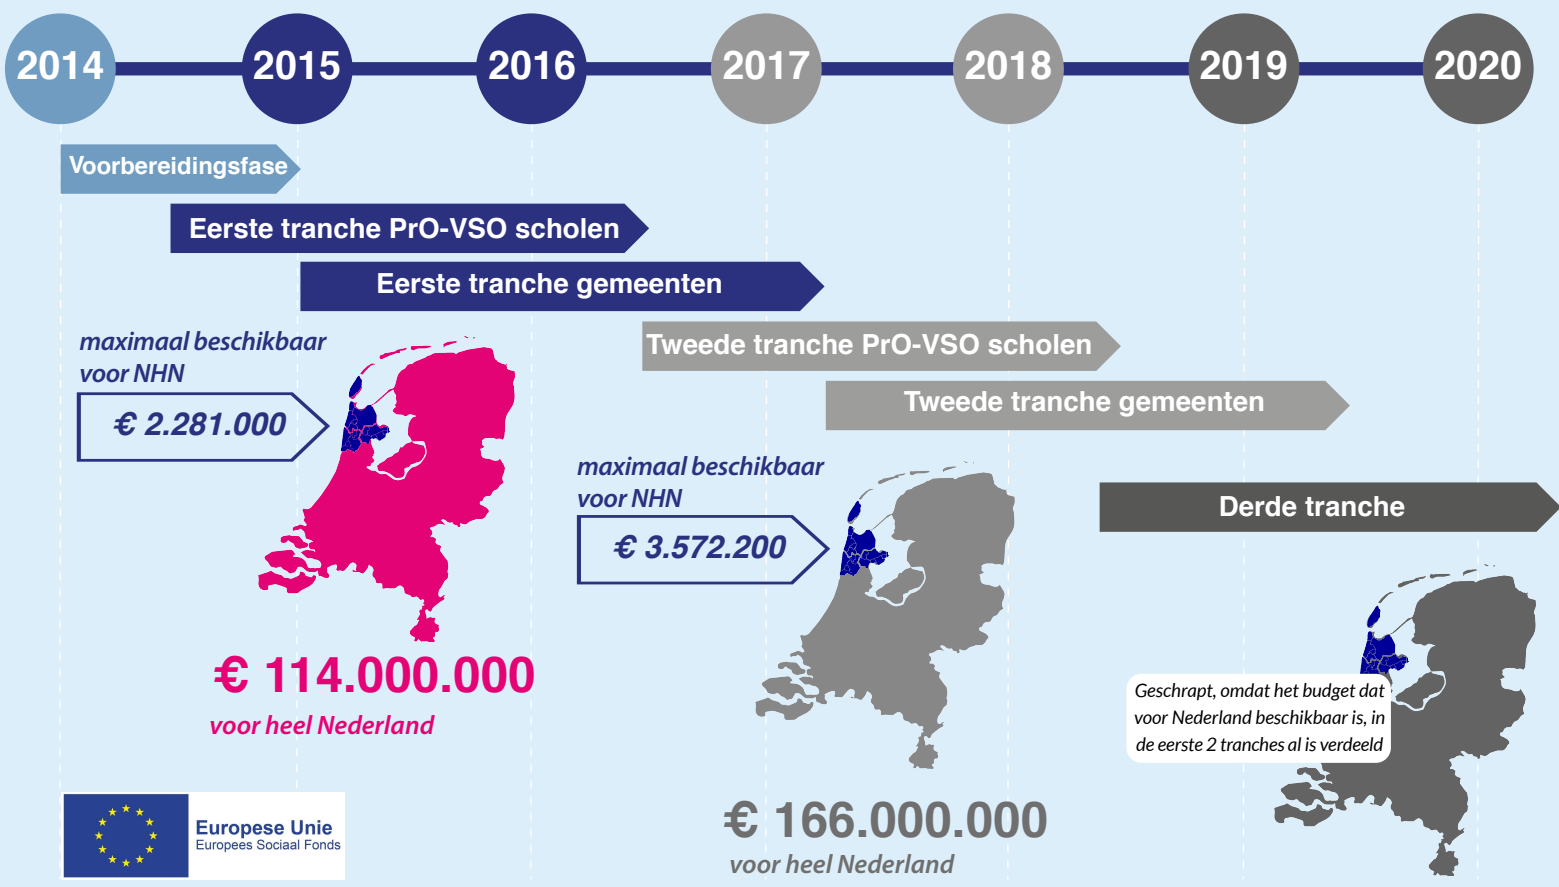 2014 2015 2016 2017 2018 2019 2020
Voorbereidingsfase
Eerste tranche PrO-VSO scholen
Eerste tranche gemeenten
Tweede tranche PrO-VSO scholen
Tweede tranche gemeenten
Derde tranche
maximaal beschikbaar
voor NHN
€ 2.281.000
€ 114.000.000
voor heel Nederland
maximaal beschikbaar
voor NHN
€ 3.572.200
€ 166.000.000
voor heel Nederland
Geschrapt, omdat het budget dat
voor Nederland beschikbaar is, in
de eerste 2 tranches al is verdeeld
Europese Unie
Europees Sociaal Fonds